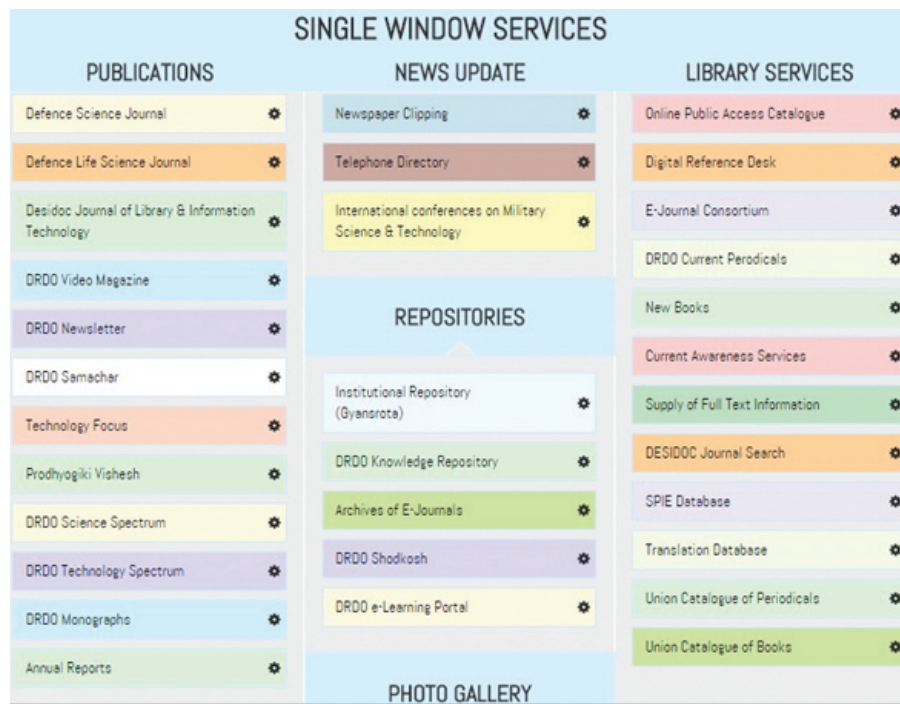 SINGLE WINDOW SERVICES
PUBLICATIONS
Defence Science Journal
Defence Life Science Journal
Desidoc Journal of Library & Information
Technology
DRDO Video Magazine
DRDO Newsletter
DRDO Samachar
Technology Focus
Prodhyogiki Vishesh
DRDO Science Spectrum
DRDO Technology Spectrum
DRDO Monographs
Annual Reports
NEWS UPDATE
Newspaper Clipping
Telephone Directory
International conferences on Military
Science & Technology
REPOSITORIES
Institutional Repository
(Gyansrota)
DRDO Knowledge Repository
Archives of E-Journals
DRDO Shodkosh
DRDO e-Learning Portal
PHOTO GALLERY
LIBRARY SERVICES
Online Public Access Catalogue
Digital Reference Desk
E-Journal Consortium
DRDO Current Perodicals
New Books
Current Awareness Services
Supply of Full Text Information
DESIDOC Journal Search
SPIE Database
Translation Database
Union Catalogue of Periodicals
Union Catalogue of Books